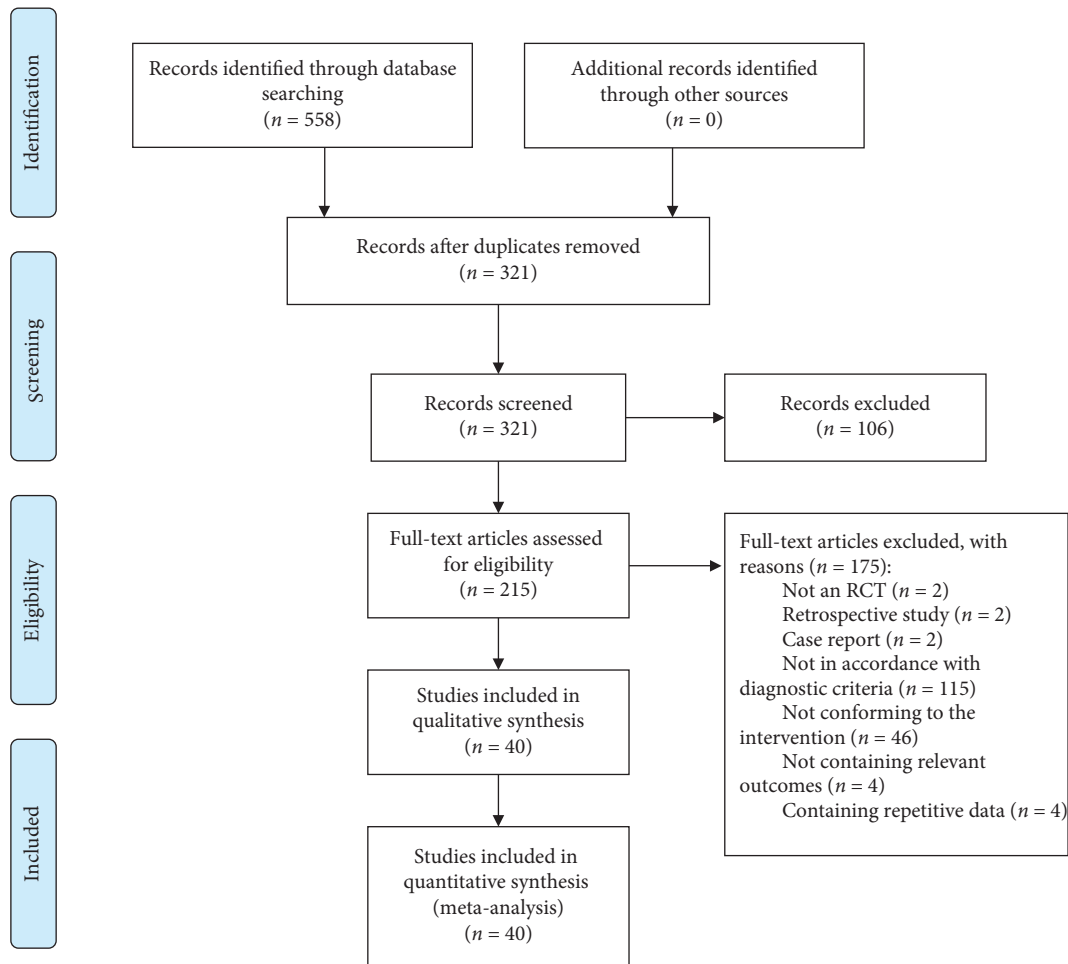 Identification
Records identified through database
searching
(n = 558)
Additional records identified
through other sources
(n = 0)
Records after duplicates removed
(n = 321)
Screening
Records screened
(n = 321)
Records excluded
(n = 106)
Eligibility
Full-text articles assessed
for eligibility
(n = 215)
Full-text articles excluded, with
reasons (n = 175):
Not an RCT (n = 2)
Retrospective study (n = 2)
Case report (n = 2)
Not in accordance with
diagnostic criteria (n = 115)
Not conforming to the
intervention (n = 46)
Not containing relevant
outcomes (n = 4)
Containing repetitive data (n = 4)
Studies included in
qualitative synthesis
(n = 40)
Included
Studies included in
quantitative synthesis
(meta-analysis)
(n = 40)